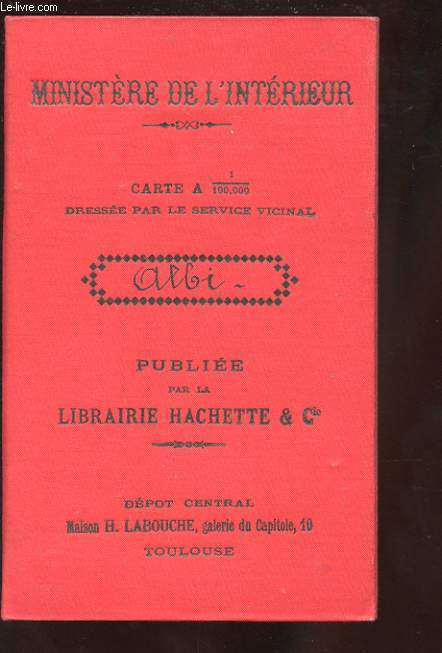 Le-Livre.com
MINISTÈRE DE L'INTÉRIEUR
CARTE A 1/100,000
DRESSÉE PAR LE SERVICE VICINAL
Albi
PUBLIÉE
PAR LA
LIBRAIRIE HACHETTE & Cie
DÉPOT CENTRAL
Maison H. LABOUCHE, galerie du Capitole, 10
TOULOUSE